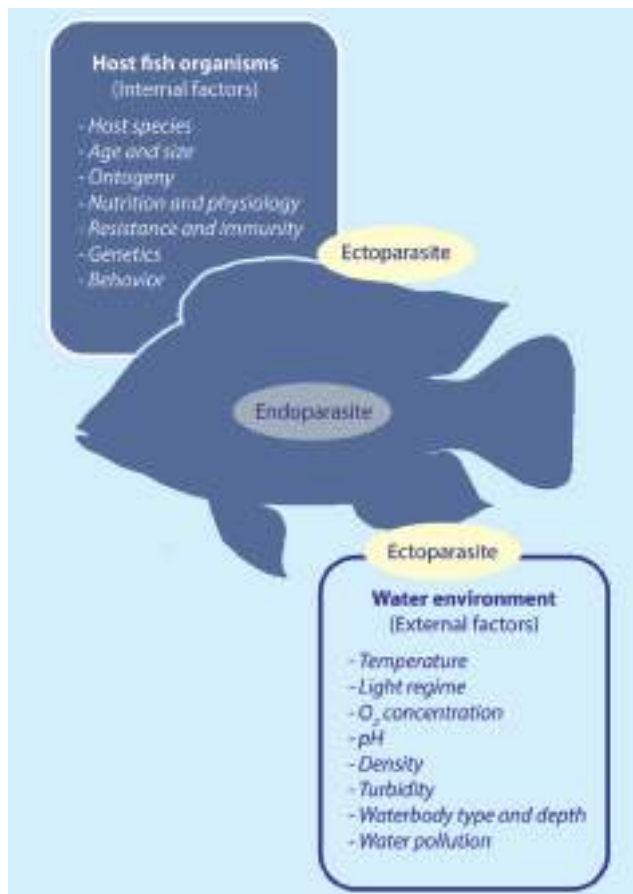 Host fish organisms
(Internal factors)
- Host species
- Age and size
- Ontogeny
- Nutrition and physiology
- Resistance and immunity
- Genetics
- Behavior
Ectoparasite
Endoparasite
Ectoparasite
Water environment
(External factors)
- Temperature
- Light regime
- O₂ concentration
- pH
- Density
- Turbidity
- Waterbody type and depth
- Water pollution